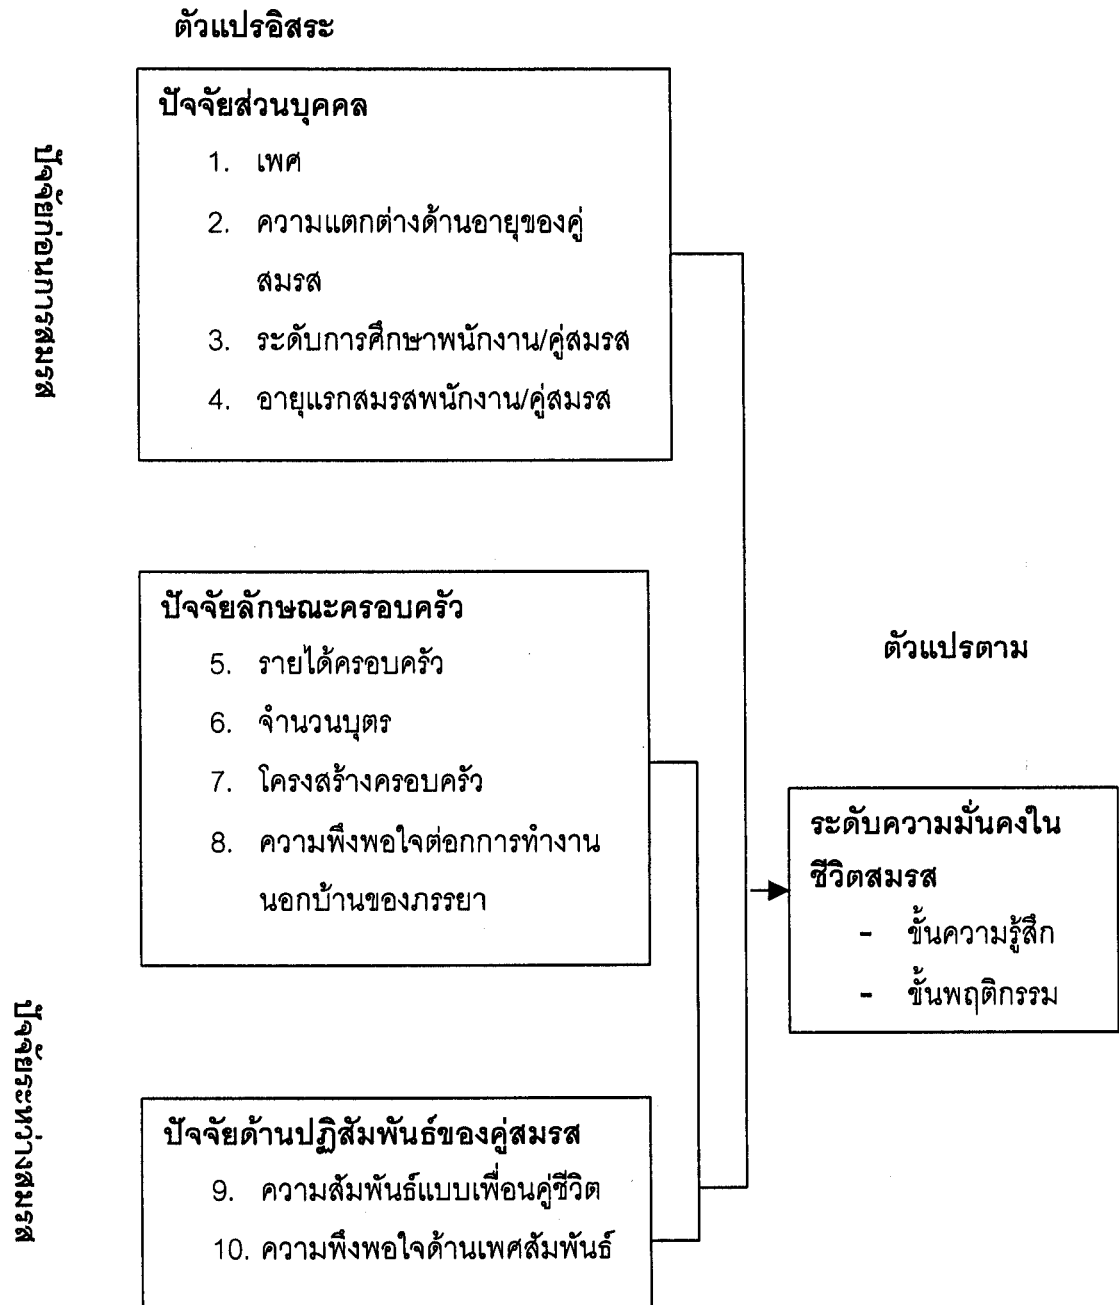 ตัวแปรอิสระ
ปัจจัยก่อนการสมรส
ปัจจัยส่วนบุคคล
1. เพศ
2. ความแตกต่างด้านอายุของคู่
สมรส
3. ระดับการศึกษาพนักงาน/คู่สมรส
4. อายุแรกสมรสพนักงาน/คู่สมรส
ปัจจัยระหว่างสมรส
ปัจจัยลักษณะครอบครัว
5. รายได้ครอบครัว
6. จำนวนบุตร
7. โครงสร้างครอบครัว
8. ความพึงพอใจต่อกการทำงาน
นอกบ้านของภรรยา
ปัจจัยด้านปฏิสัมพันธ์ของคู่สมรส
9. ความสัมพันธ์แบบเพื่อนคู่ชีวิต
10. ความพึงพอใจด้านเพศสัมพันธ์
ตัวแปรตาม
ระดับความมั่นคงใน
ชีวิตสมรส
- ขั้นความรู้สึก
- ขั้นพฤติกรรม